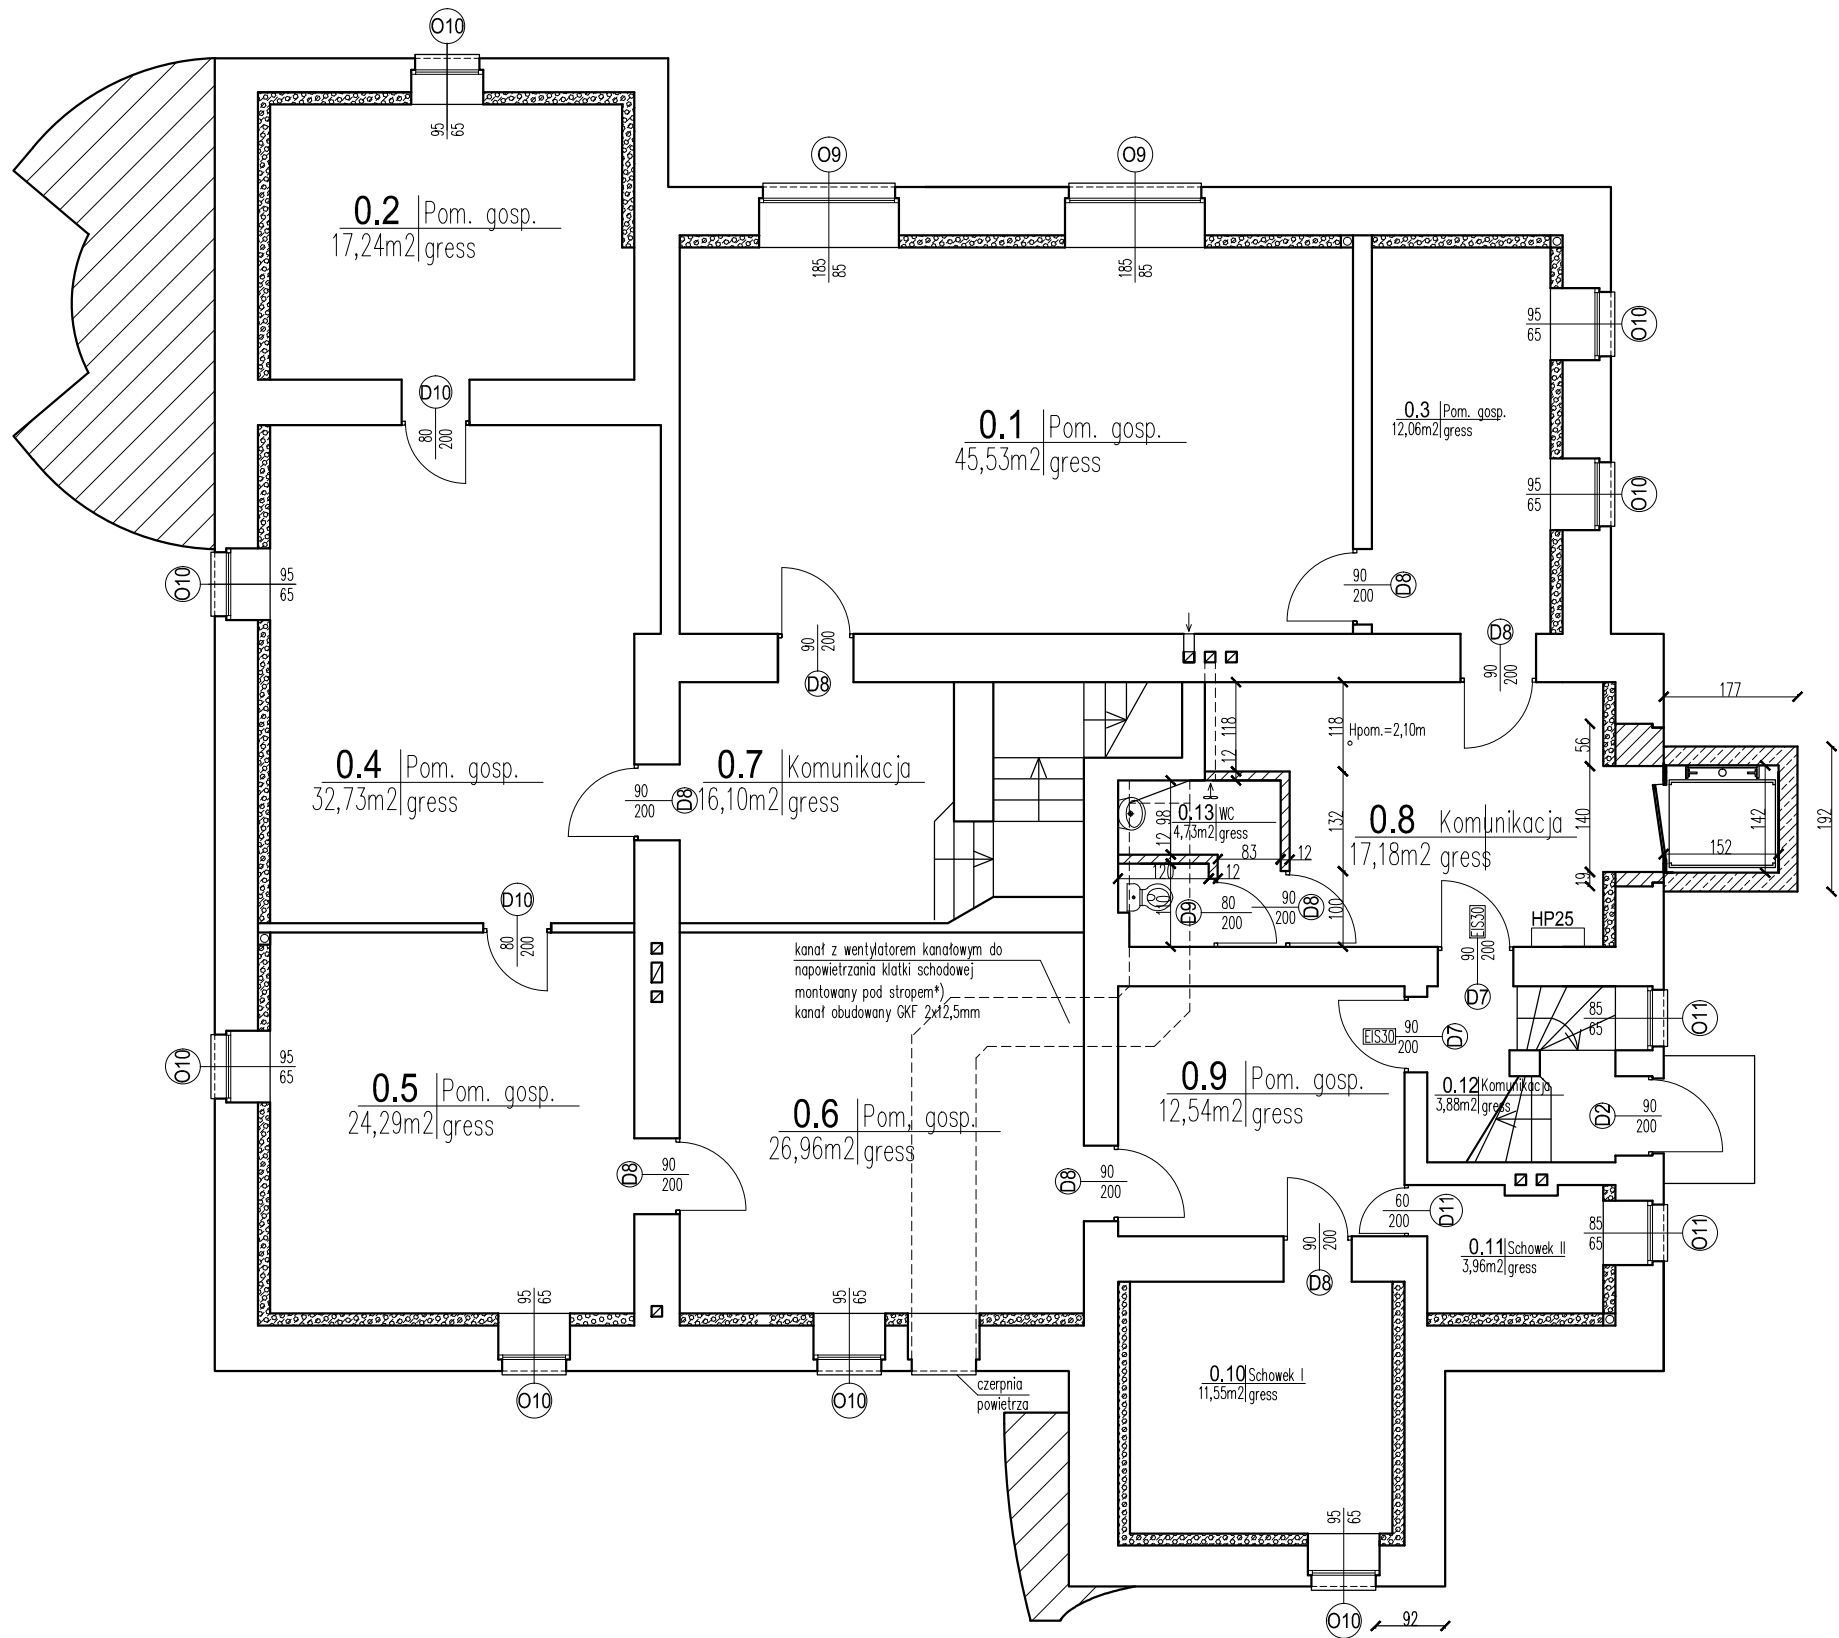 O10
95
65
O9
185
85
O9
185
85
0.2 Pom. gosp.
17,24m2 gress
O10
95
65
O10
95
65
D10
80
200
0.1 Pom. gosp.
45,53m2 gress
0.3 Pom. gosp.
12,06m2 gress
O10
95
65
90
200
D8
90
200
D8
D8
90
200
177
118
12
118
Hpom.=2,10m
56
0.4 Pom. gosp.
32,73m2 gress
90
200
D8
0.7 Komunikacja
16,10m2 gress
0.13 WC
4,73m2 gress
98
12
83
12
120
12
100
132
100
0.8 Komunikacja
17,18m2 gress
140
19
152
142
192
D9
80
200
90
200
D8
HP25
D10
80
200
EIS30
90
200
D7
kanał z wentylatorem kanałowym do
napowietrzania klatki schodowej
montowany pod stropem*)
kanał obudowany GKF 2x12,5mm
EIS30
90
200
D7
85
65
O11
O10
95
65
0.5 Pom. gosp.
24,29m2 gress
0.6 Pom. gosp.
26,96m2 gress
0.9 Pom. gosp.
12,54m2 gress
0.12 Komunikacja
3,88m2 gress
D2
90
200
D8
90
200
D8
90
200
60
200
D11
90
200
D8
0.11 Schowek II
3,96m2 gress
85
65
O11
95
65
O10
95
65
O10
czerpnia
powietrza
0.10 Schowek I
11,55m2 gress
95
65
O10
92